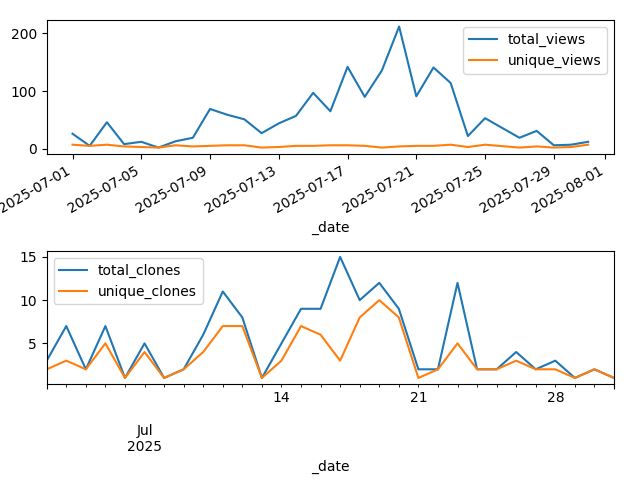 200
100
0
total_views
unique_views
2025-07-01
2025-07-05
2025-07-09
2025-07-13
2025-07-17
2025-07-21
2025-07-25
2025-07-29
2025-08-01
_date
15
10
5
total_clones
unique_clones
14
21
28
Jul
2025
_date